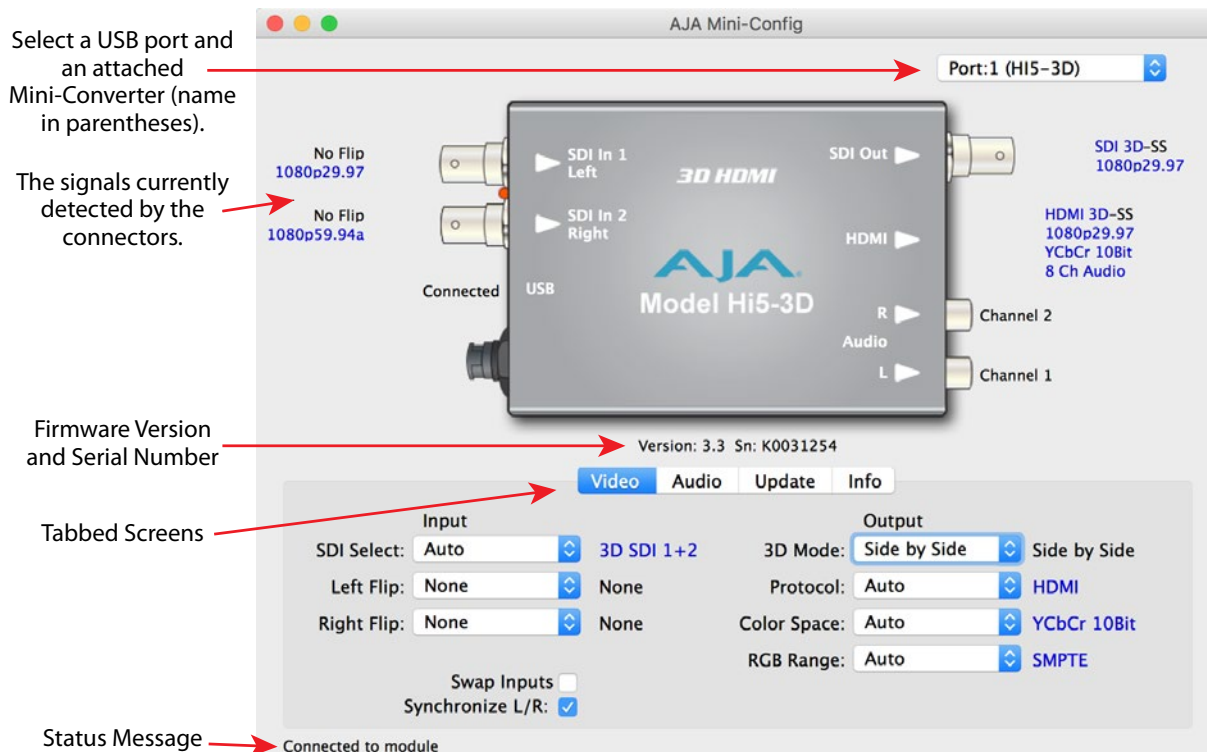 AJA Mini-Config
Select a USB port and
an attached
Mini-Converter (name
in parentheses).
Port:1 (HI5-3D)
No Flip
1080p29.97
The signals currently
detected by the
connectors.
No Flip
1080p59.94a
Connected
USB
SDI In 1
Left
SDI In 2
Right
3D HDMI
AJA
Model Hi5-3D
SDI Out
HDMI
R
Audio
L
SDI 3D-SS
1080p29.97
HDMI 3D-SS
1080p29.97
YCbCr 10Bit
8 Ch Audio
Channel 2
Channel 1
Firmware Version
and Serial Number
Version: 3.3 Sn: K0031254
Tabbed Screens
Video Audio Update Info
Input
SDI Select: Auto 3D SDI 1+2
Left Flip: None None
Right Flip: None None
Swap Inputs
Synchronize L/R:
Output
3D Mode: Side by Side Side by Side
Protocol: Auto HDMI
Color Space: Auto YCbCr 10Bit
RGB Range: Auto SMPTE
Status Message
Connected to module